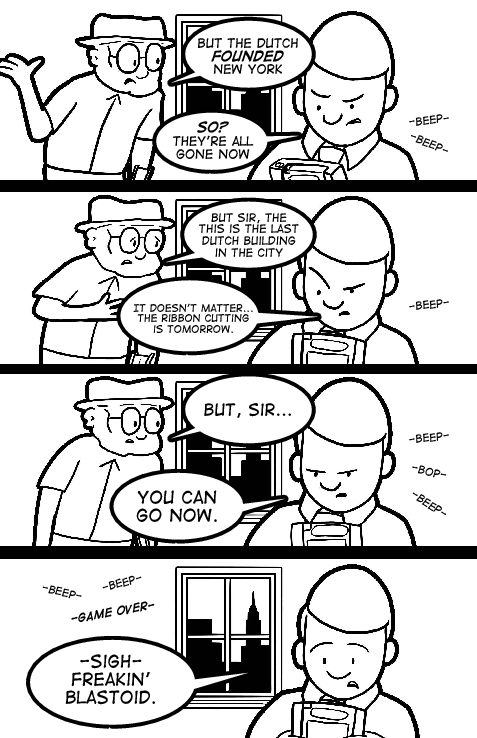 BUT THE DUTCH
FOUNDED
NEW YORK
SO?
THEY'RE ALL
GONE NOW
-BEEP-
-BEEP-
BUT SIR, THE
THIS IS THE LAST
DUTCH BUILDING
IN THE CITY
IT DOESN'T MATTER...
THE RIBBON CUTTING
IS TOMORROW.
-BEEP-
BUT, SIR...
YOU CAN
GO NOW.
-BEEP-
-BOP-
-BEEP-
-BEEP-
-BEEP-
-GAME OVER-
-SIGH-
FREAKIN'
BLASTOID.